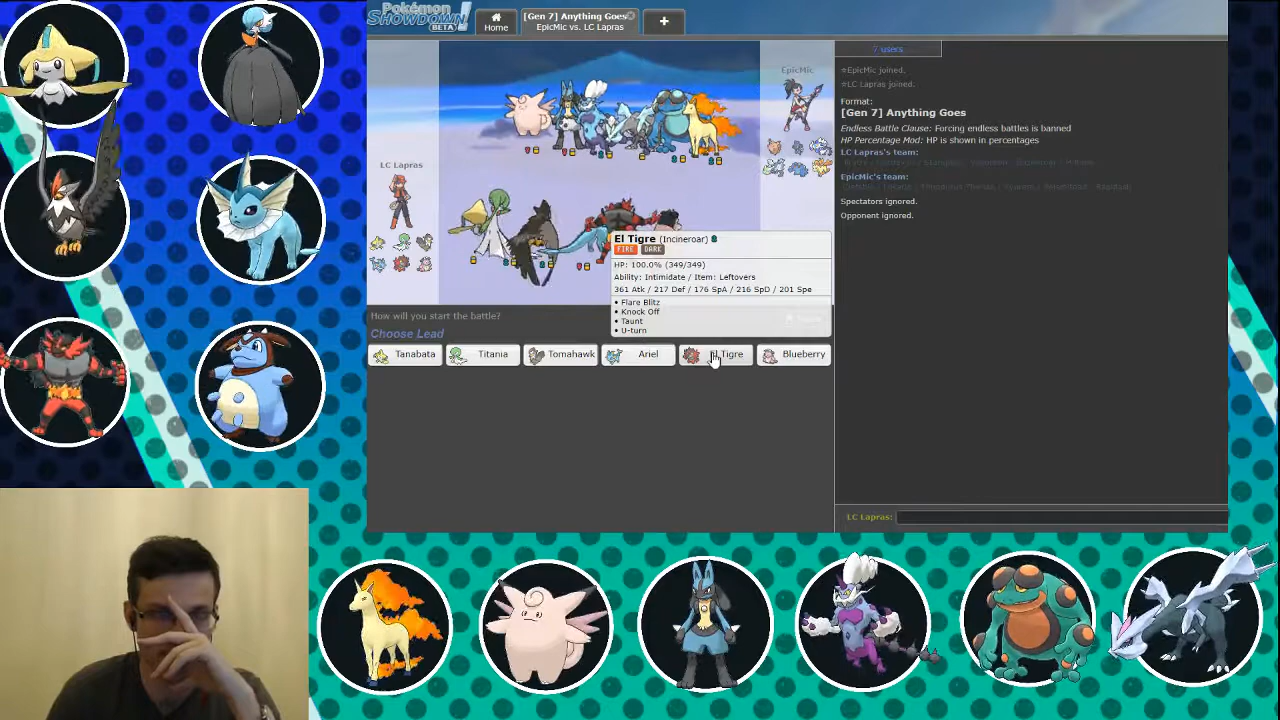 Pokémon
SHOWDOWN!
BETA
Home
[Gen 7] Anything Goes
EpicMic vs. LC Lapras
+
7 users
☆EpicMic joined.
☆LC Lapras joined.
Format:
[Gen 7] Anything Goes
Endless Battle Clause: Forcing endless battles is banned
HP Percentage Mod: HP is shown in percentages
LC Lapras's team:
EpicMic's team:
Spectators ignored.
Opponent ignored.
EpicMic
LC Lapras
El Tigre (Incineroar)
FIRE DARK
HP: 100.0% (349/349)
Ability: Intimidate / Item: Leftovers
361 Atk / 217 Def / 176 SpA / 216 SpD / 201 Spe
• Flare Blitz
• Knock Off
• Taunt
• U-turn
How will you start the battle?
Choose Lead
Tanabata
Titania
Tomahawk
Ariel
El Tigre
Blueberry
LC Lapras: